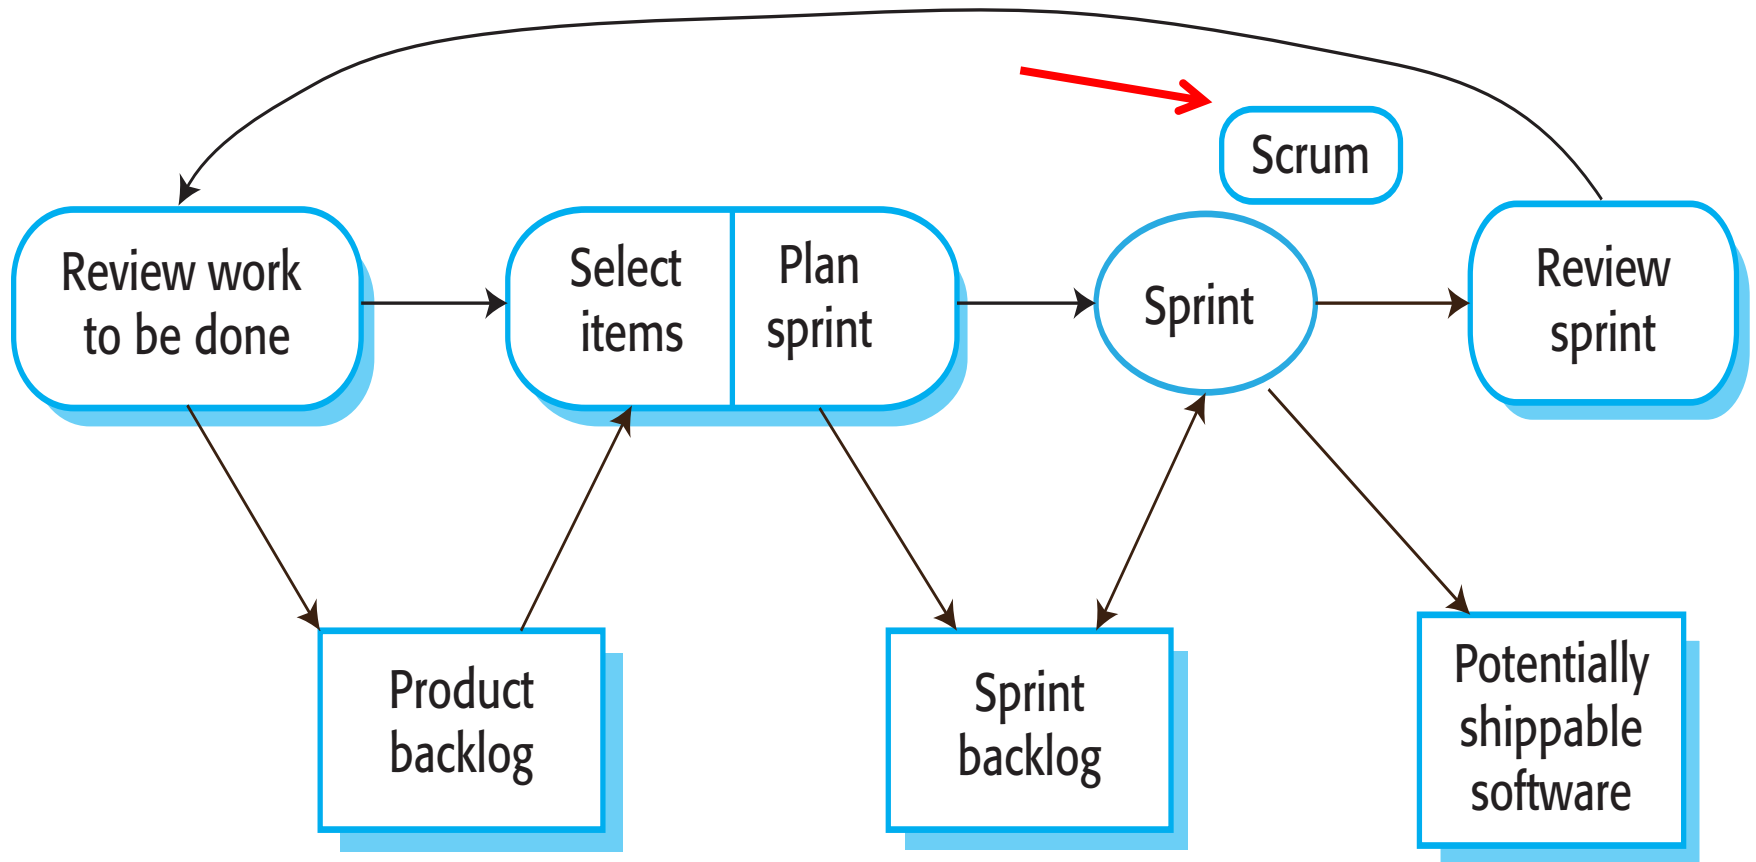 Scrum
Review work
to be done
Select
items
Plan
sprint
Sprint
Review
sprint
Product
backlog
Sprint
backlog
Potentially
shippable
software